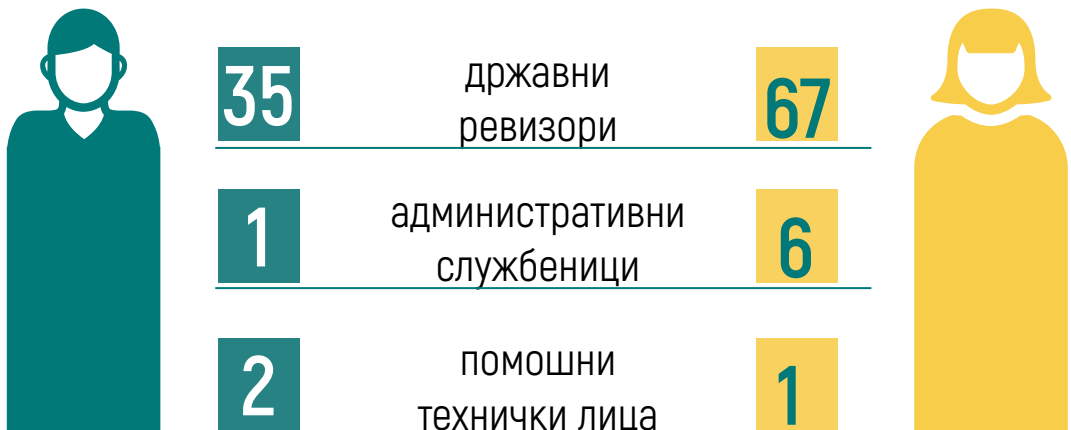 35 државни 67
ревизори
1 административни 6
службеници
2 помошни 1
технички лица